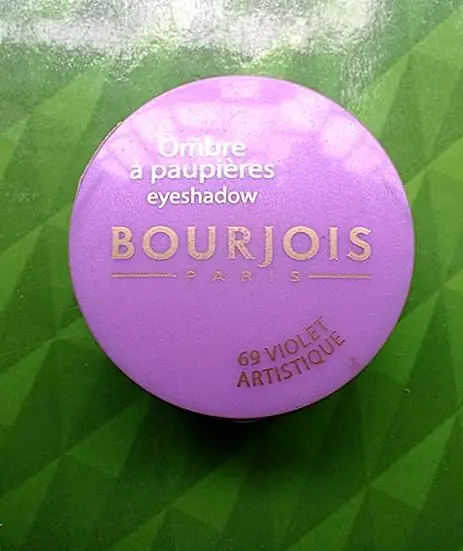 Ombre
à paupières
eyeshadow
BOURJOIS
PARIS
69 VIOLET
ARTISTIQUE